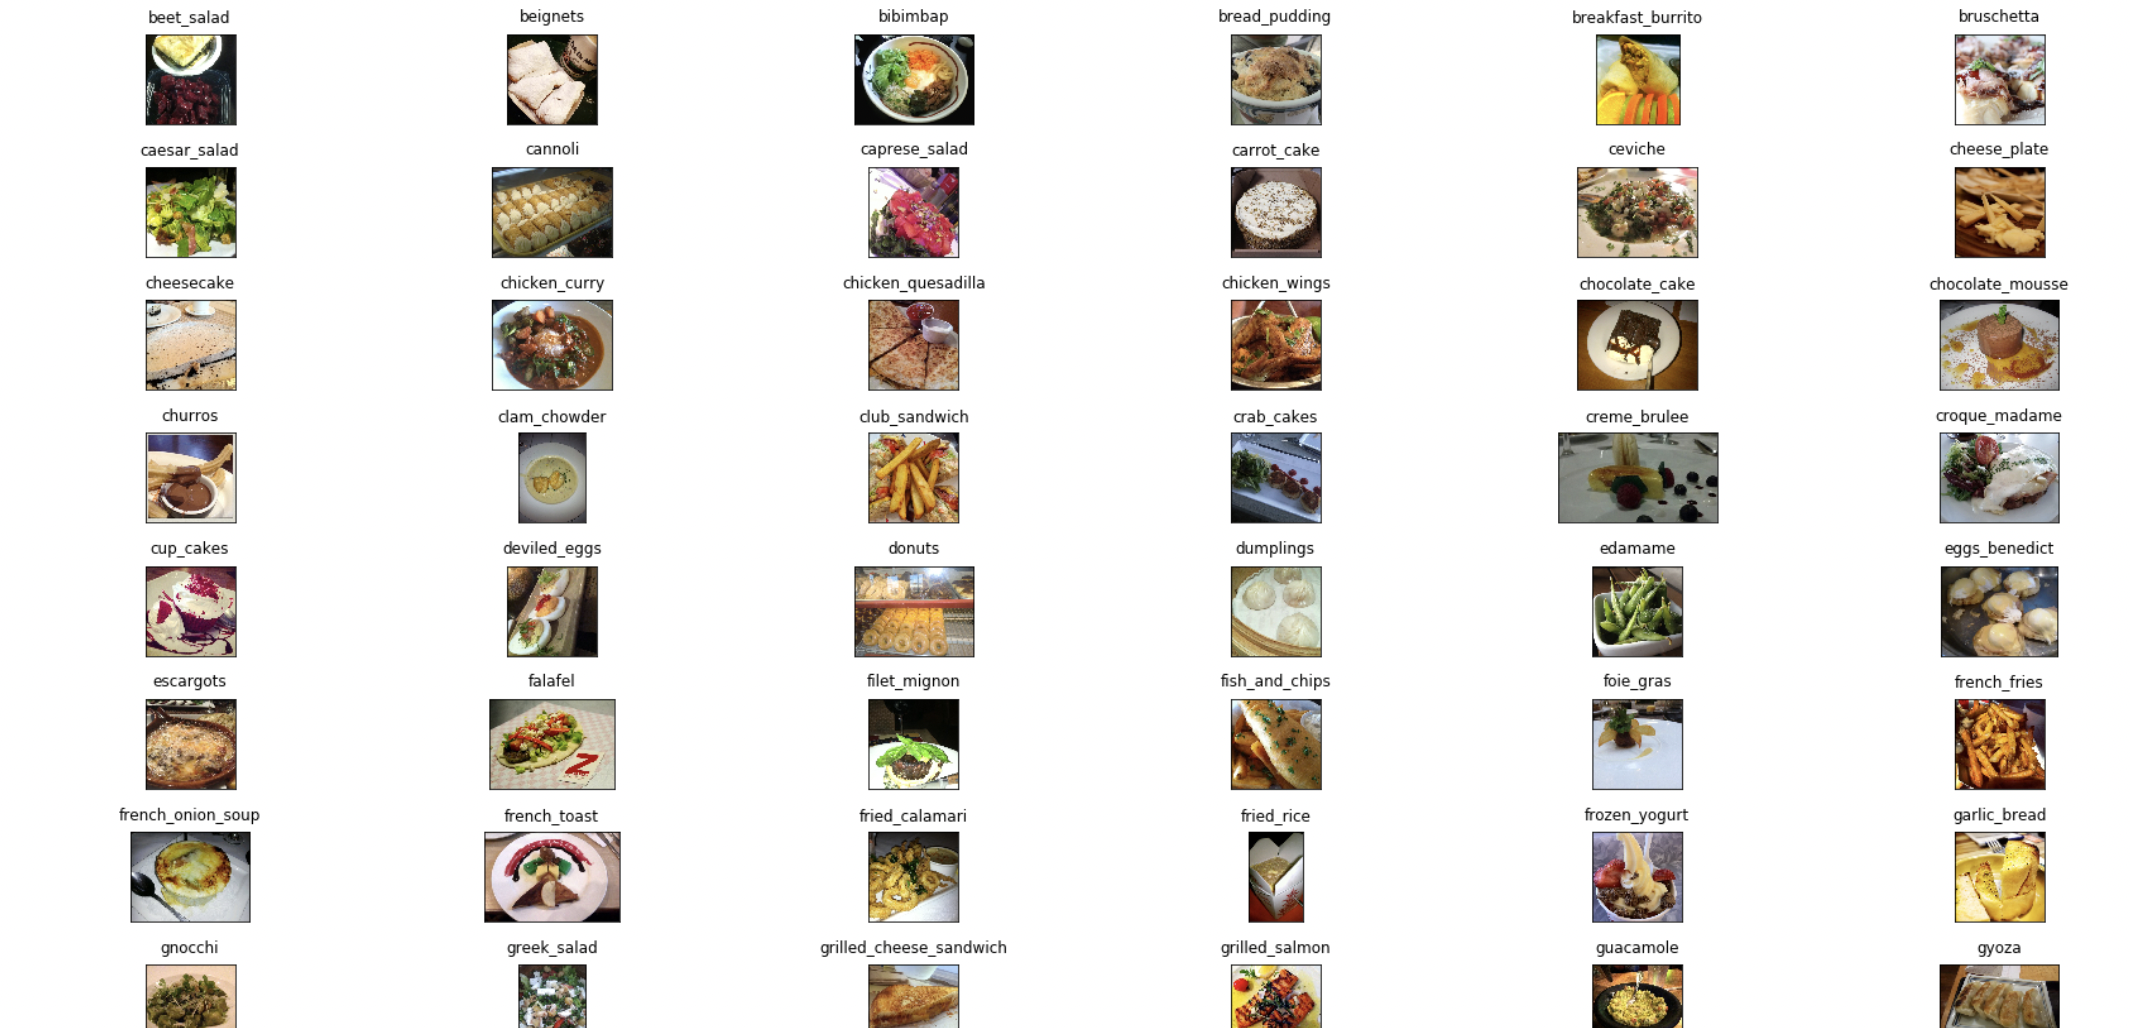 beet_salad beignets bibimbap bread_pudding breakfast_burrito bruschetta
caesar_salad cannoli caprese_salad carrot_cake ceviche cheese_plate
cheesecake chicken_curry chicken_quesadilla chicken_wings chocolate_cake chocolate_mousse
churros clam_chowder club_sandwich crab_cakes creme_brulee croque_madame
cup_cakes deviled_eggs donuts dumplings edamame eggs_benedict
escargots falafel filet_mignon fish_and_chips foie_gras french_fries
french_onion_soup french_toast fried_calamari fried_rice frozen_yogurt garlic_bread
gnocchi greek_salad grilled_cheese_sandwich grilled_salmon guacamole gyoza